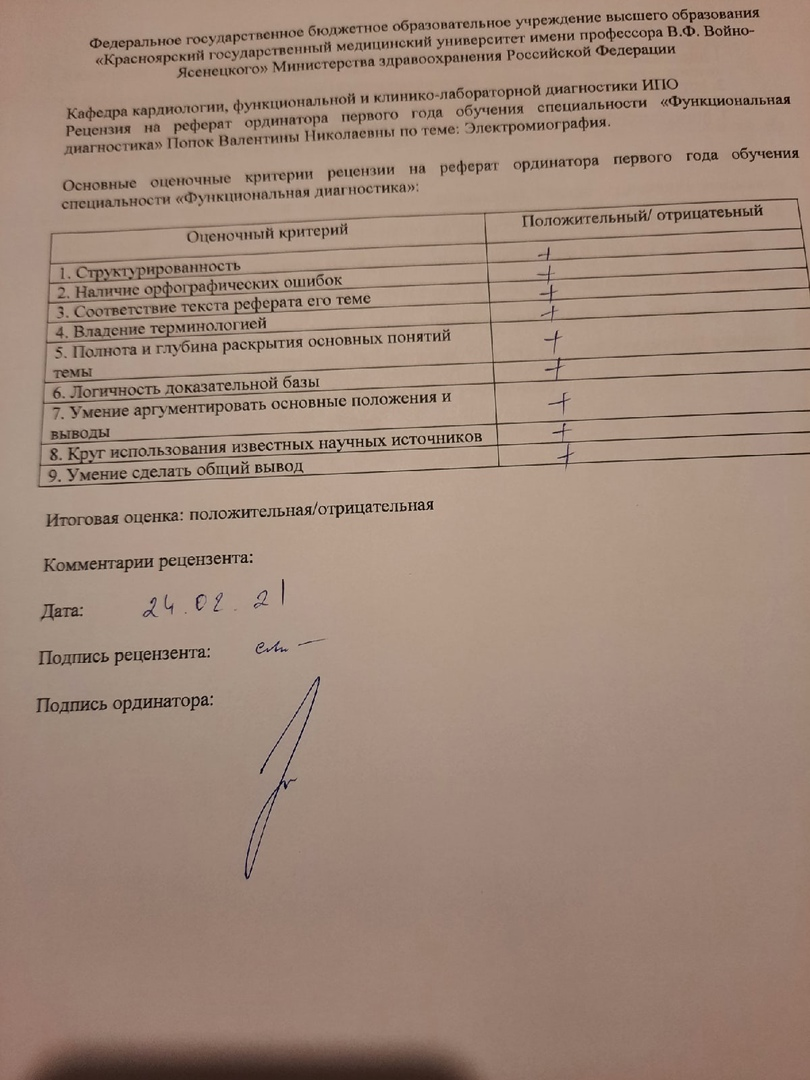 Федеральное государственное бюджетное образовательное учреждение высшего образования
«Красноярский государственный медицинский университет имени профессора В.Ф. Войно-
Ясенецкого» Министерства здравоохранения Российской Федерации
Кафедра кардиологии, функциональной и клинико-лабораторной диагностики ИПО
Рецензия на реферат ординатора первого года обучения специальности «Функциональная
диагностика» Попок Валентины Николаевны по теме: Электромиография.
Основные оценочные критерии рецензии на реферат ординатора первого года обучения
специальности «Функциональная диагностика»:
Оценочный критерий Положительный/ отрицатеьный
1. Структурированность +
2. Наличие орфографических ошибок +
3. Соответствие текста реферата его теме +
4. Владение терминологией +
5. Полнота и глубина раскрытия основных понятий
темы +
6. Логичность доказательной базы +
7. Умение аргументировать основные положения и
выводы +
8. Круг использования известных научных источников +
9. Умение сделать общий вывод +
Итоговая оценка: положительная/отрицательная
Комментарии рецензента:
Дата: 24.02.21
Подпись рецензента:
Подпись ординатора: